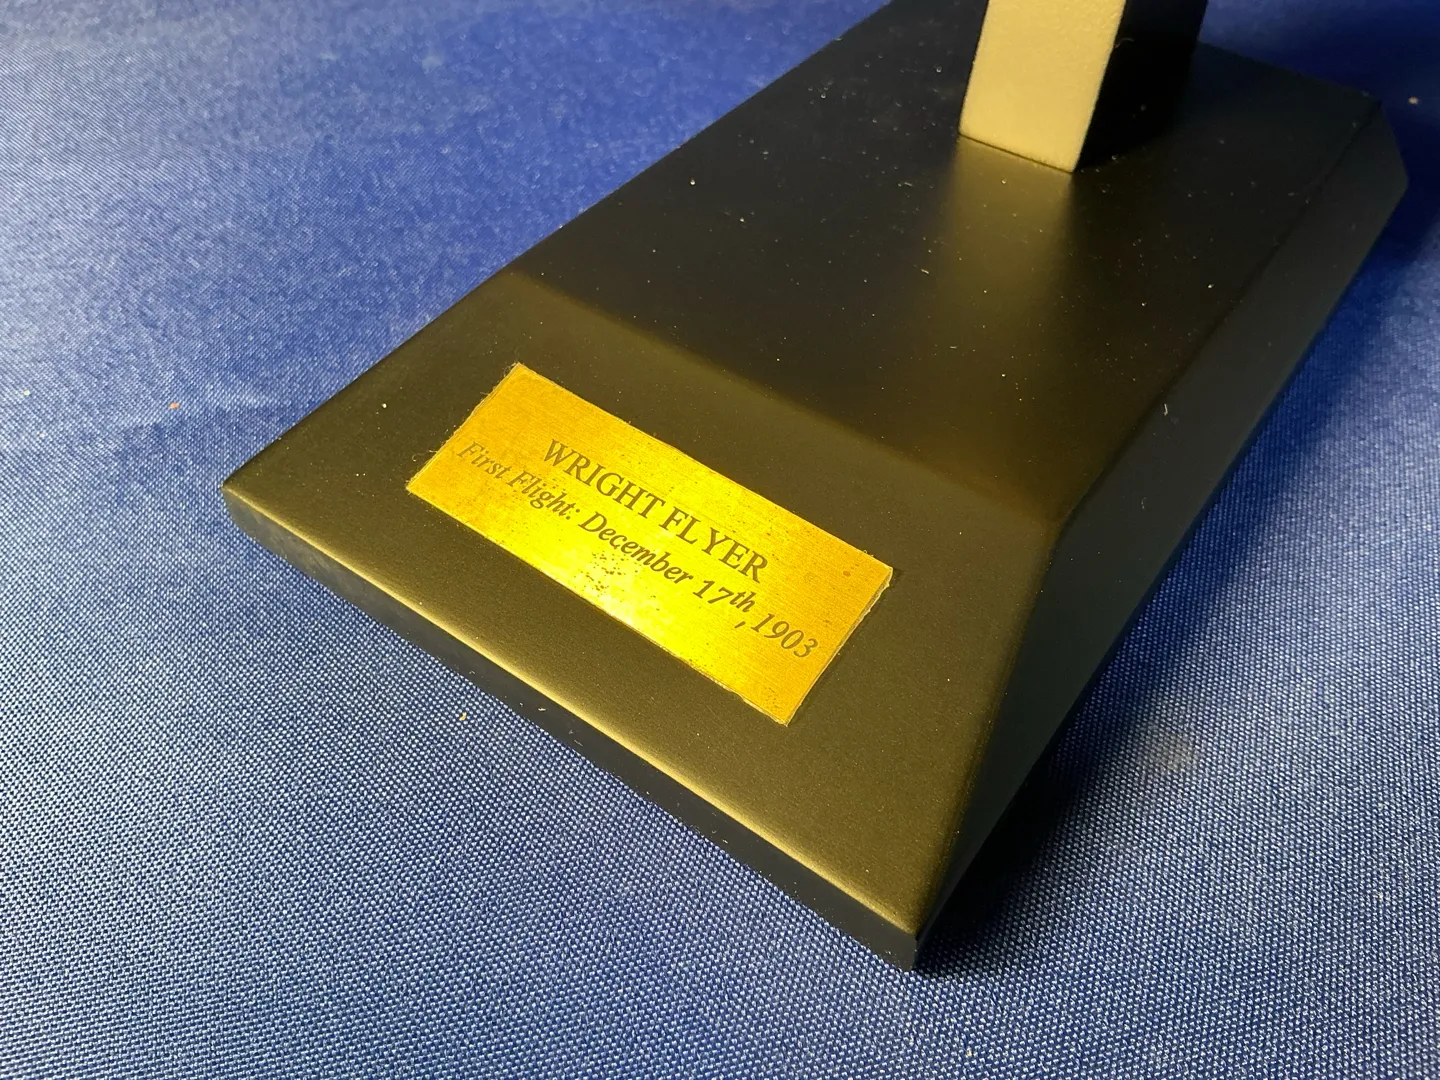 WRIGHT FLYER
First Flight: December 17th, 1903